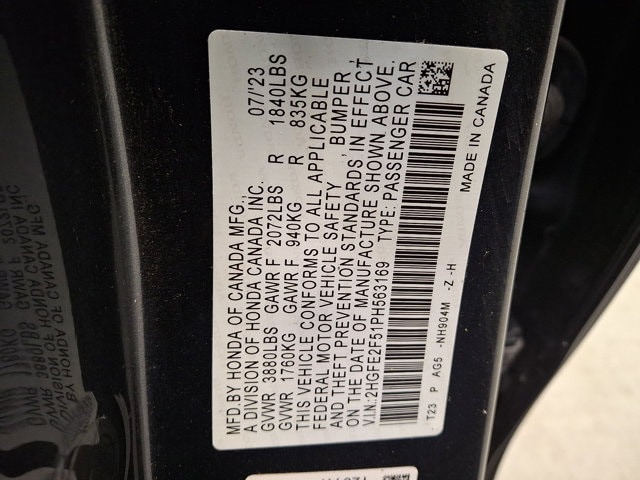 MFD.BY HONDA OF CANADA MFG., 07/'23
A DIVISION OF HONDA CANADA INC.
GVWR 3880LBS GAWR F 2072LBS R 1840LBS
GVWR 1760KG GAWR F 940KG R 835KG
THIS VEHICLE CONFORMS TO ALL APPLICABLE
FEDERAL MOTOR VEHICLE SAFETY, BUMPER,
AND THEFT PREVENTION STANDARDS IN EFFECT
ON THE DATE OF MANUFACTURE SHOWN ABOVE.
V.I.N.:2HGFE2F51PH563169 TYPE: PASSENGER CAR
T23 P AG5 -NH904M -Z -H
MADE IN CANADA